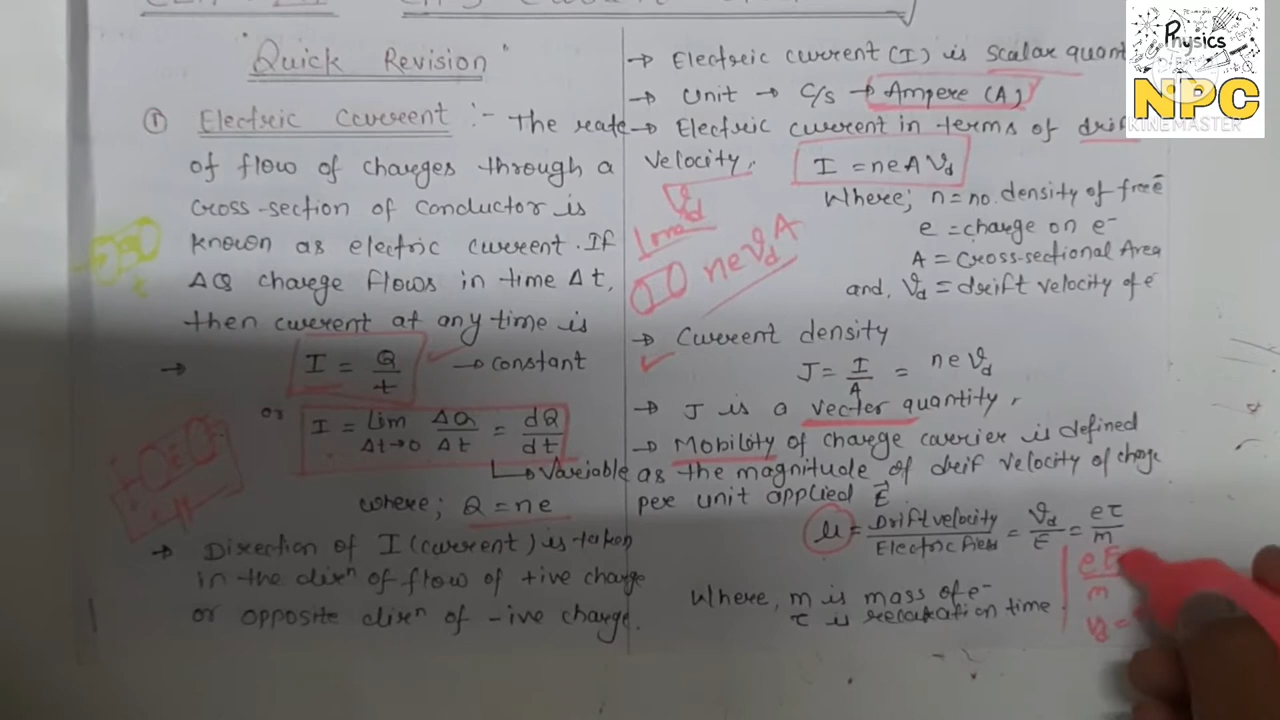 "Quick Revision"
① Electric Current :- The rate
of flow of charges through a
cross-section of conductor is
known as electric current. If
ΔQ charge flows in time Δt,
then current at any time is
→ I = Q/t → constant
or I = Lim Δt→0 ΔQ/Δt = dQ/dt
↳ Variable
where; Q = ne
→ Direction of I (current) is taken
in the dirⁿ of flow of +ive charge
or opposite dirⁿ of -ive charge.
→ Electric current (I) is scalar quant
→ Unit → C/s → Ampere (A)
→ Electric current in terms of drif
velocity. I = neAVd
Vd
neVdA
Where; n = no. density of free e⁻
e = charge on e⁻
A = cross-sectional Area
and, Vd = drift velocity of e⁻
→ Current density
J = I/A = neVd
→ J is a vecter quantity,
→ Mobility of charge carrier is defined
as the magnitude of drif velocity of charge
per unit applied E⃗
μ = Drift velocity/Electric field = Vd/E = eτ/m
eE
m
Vd =
Where, m is mass of e⁻
τ is relaxation time
Physics
NPC
KINEMASTER